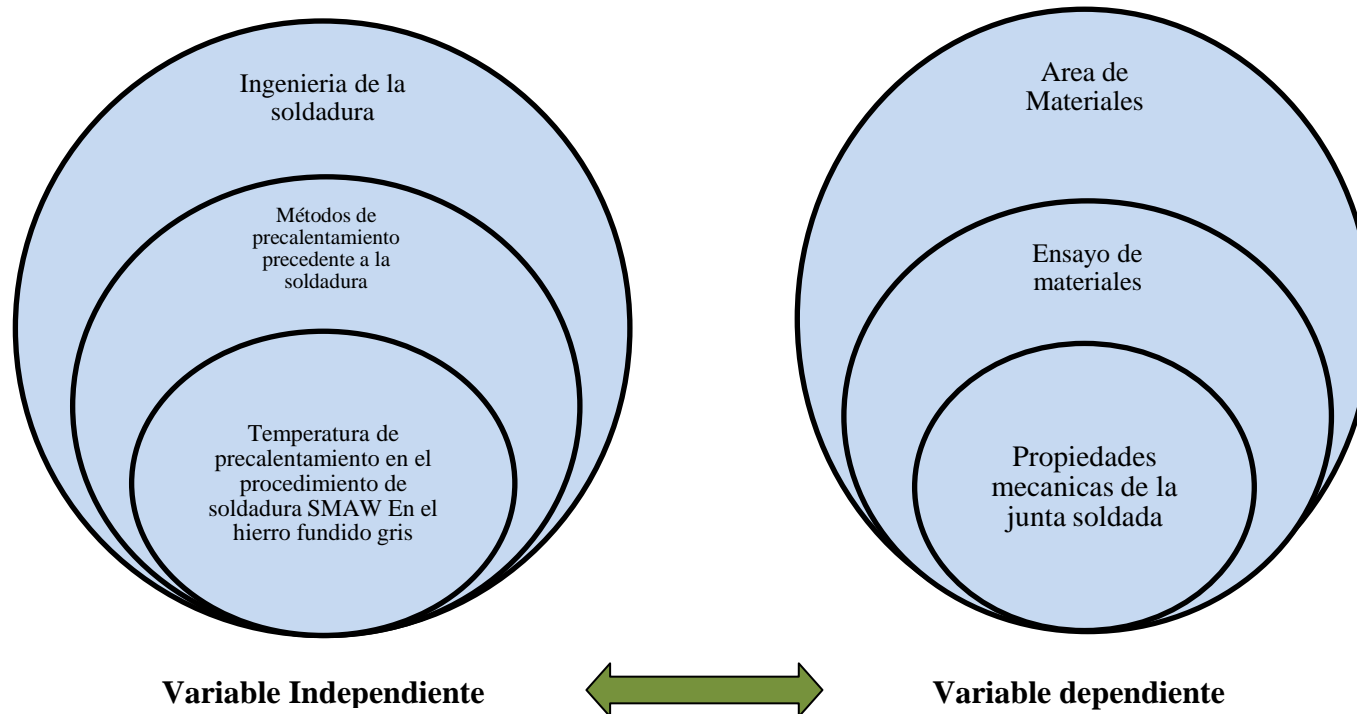 Ingenieria de la
soldadura
Métodos de
precalentamiento
precedente a la
soldadura
Temperatura de
precalentamiento en el
procedimiento de
soldadura SMAW En el
hierro fundido gris
Area de
Materiales
Ensayo de
materiales
Propiedades
mecanicas de la
junta soldada
Variable Independiente
Variable dependiente